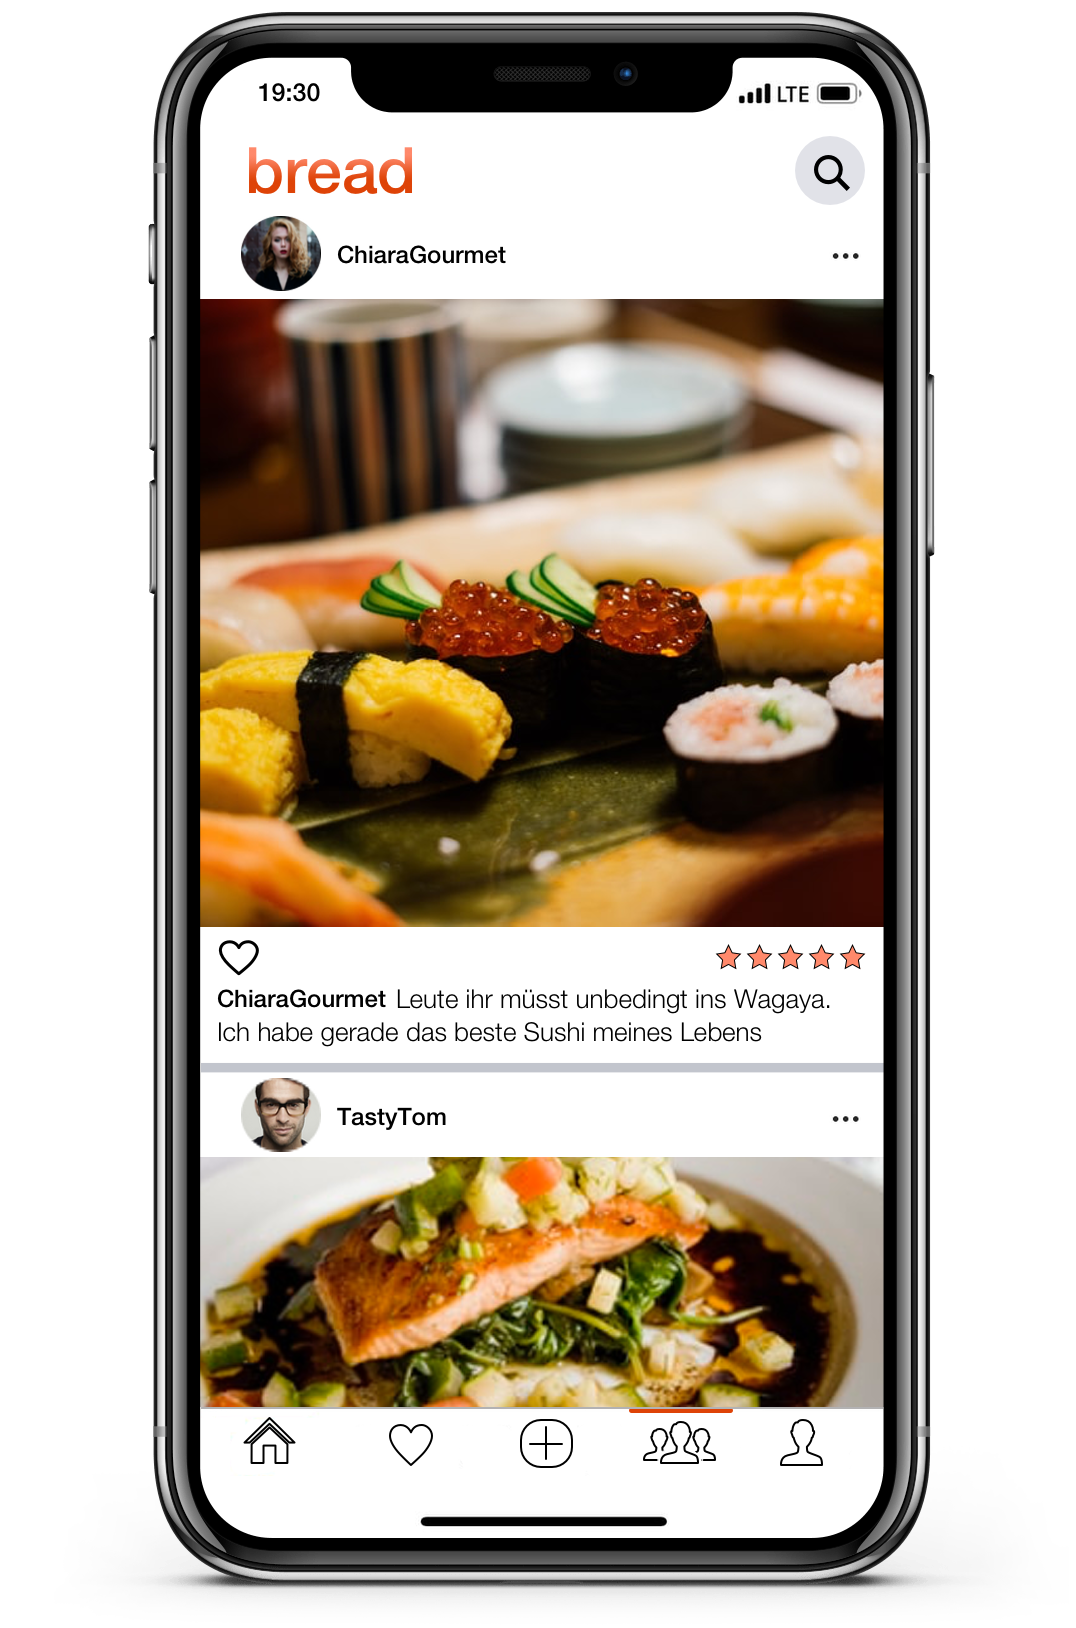 19:30
LTE
bread
ChiaraGourmet
ChiaraGourmet Leute ihr müsst unbedingt ins Wagaya.
Ich habe gerade das beste Sushi meines Lebens
TastyTom